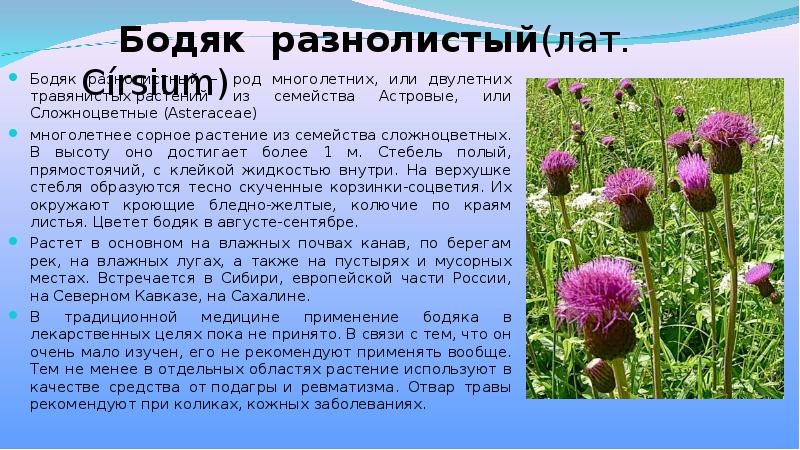 Бодяк разнолистый(лат.
Círsium)
Бодяк разнолистный – род многолетних, или двулетних
травянистых растений из семейства Астровые, или
Сложноцветные (Asteraceae)
многолетнее сорное растение из семейства сложноцветных.
В высоту оно достигает более 1 м. Стебель полый,
прямостоячий, с клейкой жидкостью внутри. На верхушке
стебля образуются тесно скученные корзинки-соцветия. Их
окружают кроющие бледно-желтые, колючие по краям
листья. Цветет бодяк в августе-сентябре.
Растет в основном на влажных почвах канав, по берегам
рек, на влажных лугах, а также на пустырях и мусорных
местах. Встречается в Сибири, европейской части России,
на Северном Кавказе, на Сахалине.
В традиционной медицине применение бодяка в
лекарственных целях пока не принято. В связи с тем, что он
очень мало изучен, его не рекомендуют применять вообще.
Тем не менее в отдельных областях растение используют в
качестве средства от подагры и ревматизма. Отвар травы
рекомендуют при коликах, кожных заболеваниях.